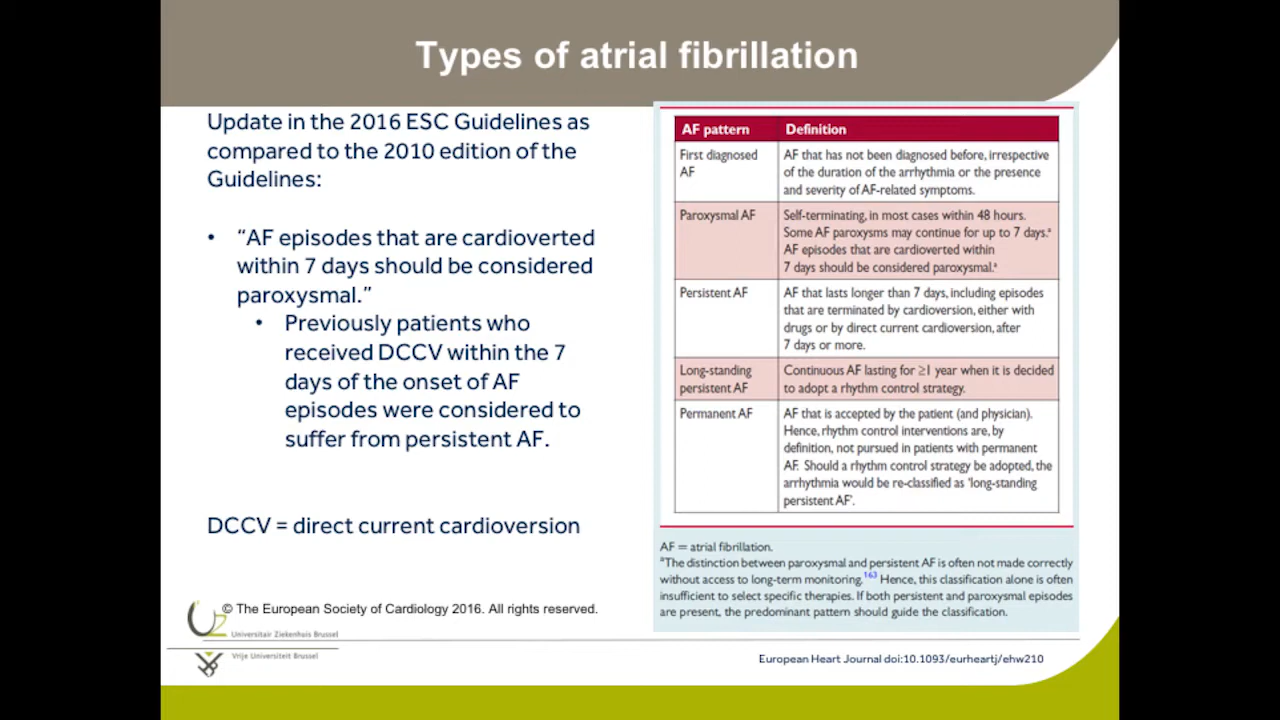 Types of atrial fibrillation
Update in the 2016 ESC Guidelines as
compared to the 2010 edition of the
Guidelines:
• “AF episodes that are cardioverted
within 7 days should be considered
paroxysmal.”
• Previously patients who
received DCCV within the 7
days of the onset of AF
episodes were considered to
suffer from persistent AF.
DCCV = direct current cardioversion
AF pattern Definition
First diagnosed
AF
AF that has not been diagnosed before, irrespective
of the duration of the arrhythmia or the presence
and severity of AF-related symptoms.
Paroxysmal AF
Self-terminating, in most cases within 48 hours.
Some AF paroxysms may continue for up to 7 days.ª
AF episodes that are cardioverted within
7 days should be considered paroxysmal.ª
Persistent AF
AF that lasts longer than 7 days, including episodes
that are terminated by cardioversion, either with
drugs or by direct current cardioversion, after
7 days or more.
Long-standing
persistent AF
Continuous AF lasting for ≥1 year when it is decided
to adopt a rhythm control strategy.
Permanent AF
AF that is accepted by the patient (and physician).
Hence, rhythm control interventions are, by
definition, not pursued in patients with permanent
AF. Should a rhythm control strategy be adopted, the
arrhythmia would be re-classified as ‘long-standing
persistent AF’.
AF = atrial fibrillation.
ªThe distinction between paroxysmal and persistent AF is often not made correctly
without access to long-term monitoring.163 Hence, this classification alone is often
insufficient to select specific therapies. If both persistent and paroxysmal episodes
are present, the predominant pattern should guide the classification.
© The European Society of Cardiology 2016. All rights reserved.
Universitair Ziekenhuis Brussel
Vrije Universiteit Brussel
European Heart Journal doi:10.1093/eurheartj/ehw210